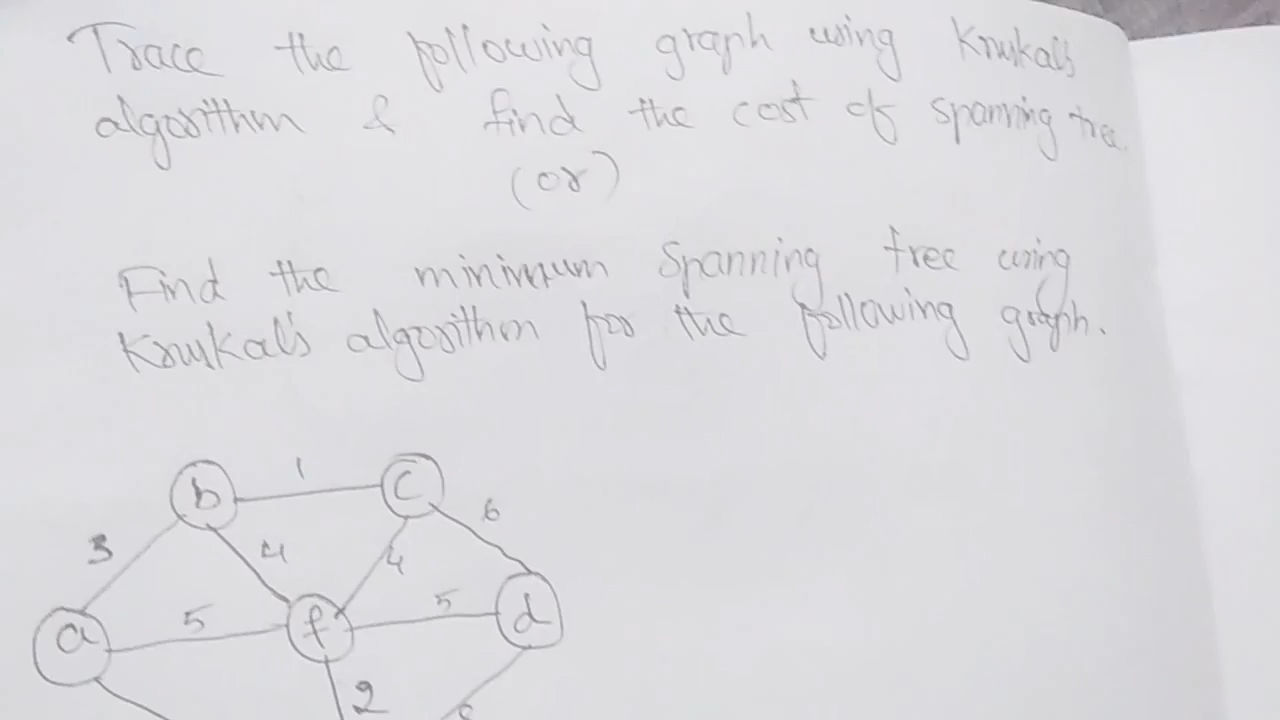 Trace the following graph using Kruskal's
algorithm & find the cost of spanning tree.
(or)
Find the minimum spanning tree using
Kruskal's algorithm for the following graph.
b 1 c
6
3 4 4
a 5 f 5 d
2